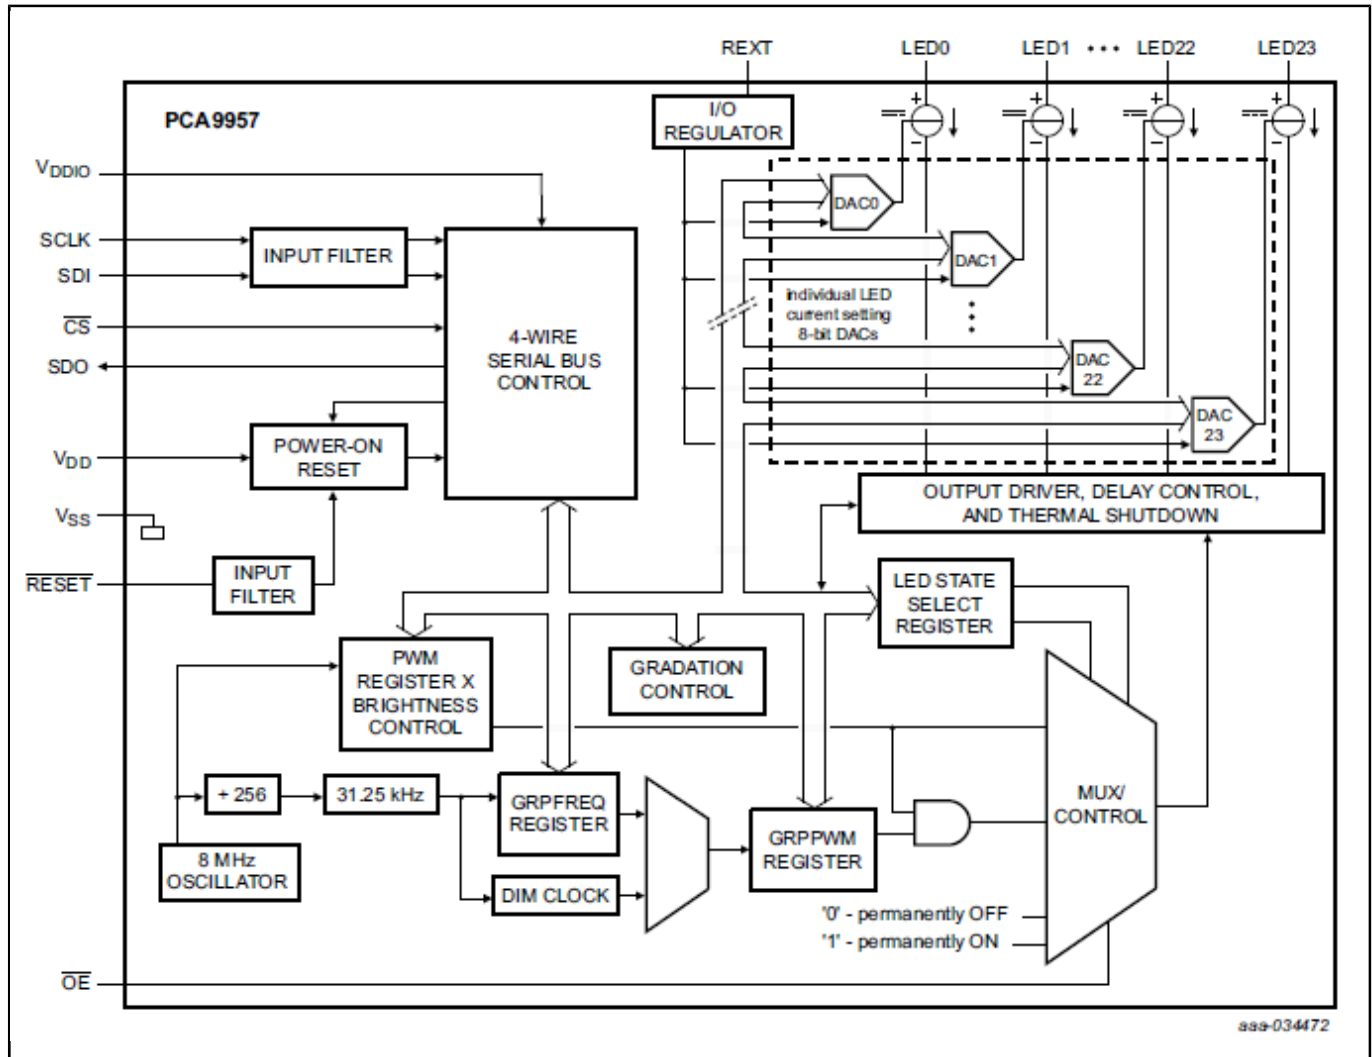 REXT
LED0
LED1
LED22
LED23
PCA9957
I/O
REGULATOR
VDDIO
SCLK
SDI
INPUT FILTER
CS
SDO
4-WIRE
SERIAL BUS
CONTROL
DAC0
DAC1
individual LED
current setting
8-bit DACs
DAC
22
DAC
23
VDD
POWER-ON
RESET
VSS
RESET
INPUT
FILTER
OUTPUT DRIVER, DELAY CONTROL,
AND THERMAL SHUTDOWN
LED STATE
SELECT
REGISTER
PWM
REGISTER X
BRIGHTNESS
CONTROL
GRADATION
CONTROL
÷ 256
31.25 kHz
GRPFREQ
REGISTER
8 MHz
OSCILLATOR
DIM CLOCK
GRPPWM
REGISTER
MUX/
CONTROL
'0' - permanently OFF
'1' - permanently ON
OE
aaa-034472